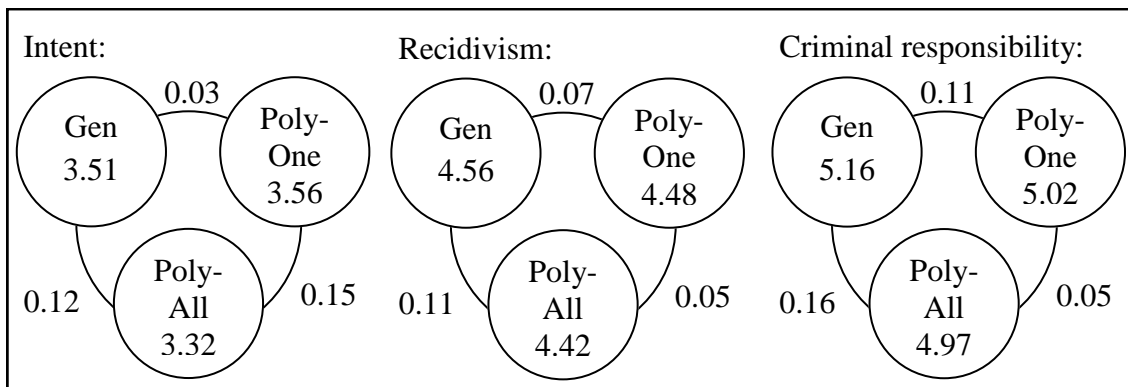 Intent:
0.03
Gen
3.51
Poly-
One
3.56
0.12
Poly-
All
3.32
0.15
Recidivism:
0.07
Gen
4.56
Poly-
One
4.48
0.11
Poly-
All
4.42
0.05
Criminal responsibility:
0.11
Gen
5.16
Poly-
One
5.02
0.16
Poly-
All
4.97
0.05